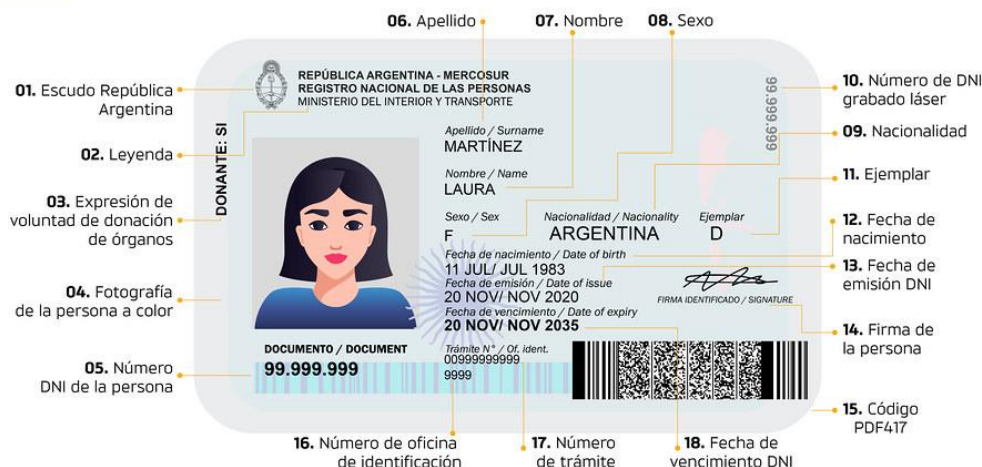 06. Apellido
07. Nombre
08. Sexo
01. Escudo República
Argentina
02. Leyenda
03. Expresión de
voluntad de donación
de órganos
04. Fotografía
de la persona a color
05. Número
DNI de la persona
REPÚBLICA ARGENTINA - MERCOSUR
REGISTRO NACIONAL DE LAS PERSONAS
MINISTERIO DEL INTERIOR Y TRANSPORTE
DONANTE: SI
99.999.999
Apellido / Surname
MARTÍNEZ
Nombre / Name
LAURA
Sexo / Sex
F
Nacionalidad / Nacionality
ARGENTINA
Ejemplar
D
Fecha de nacimiento / Date of birth
11 JUL/ JUL 1983
Fecha de emisión / Date of issue
20 NOV/ NOV 2020
Fecha de vencimiento / Date of expiry
20 NOV/ NOV 2035
FIRMA IDENTIFICADO / SIGNATURE
DOCUMENTO / DOCUMENT
99.999.999
Trámite N° / Of. ident.
00999999999
9999
10. Número de DNI
grabado láser
09. Nacionalidad
11. Ejemplar
12. Fecha de
nacimiento
13. Fecha de
emisión DNI
14. Firma de
la persona
15. Código
PDF417
16. Número de oficina
de identificación
17. Número
de trámite
18. Fecha de
vencimiento DNI